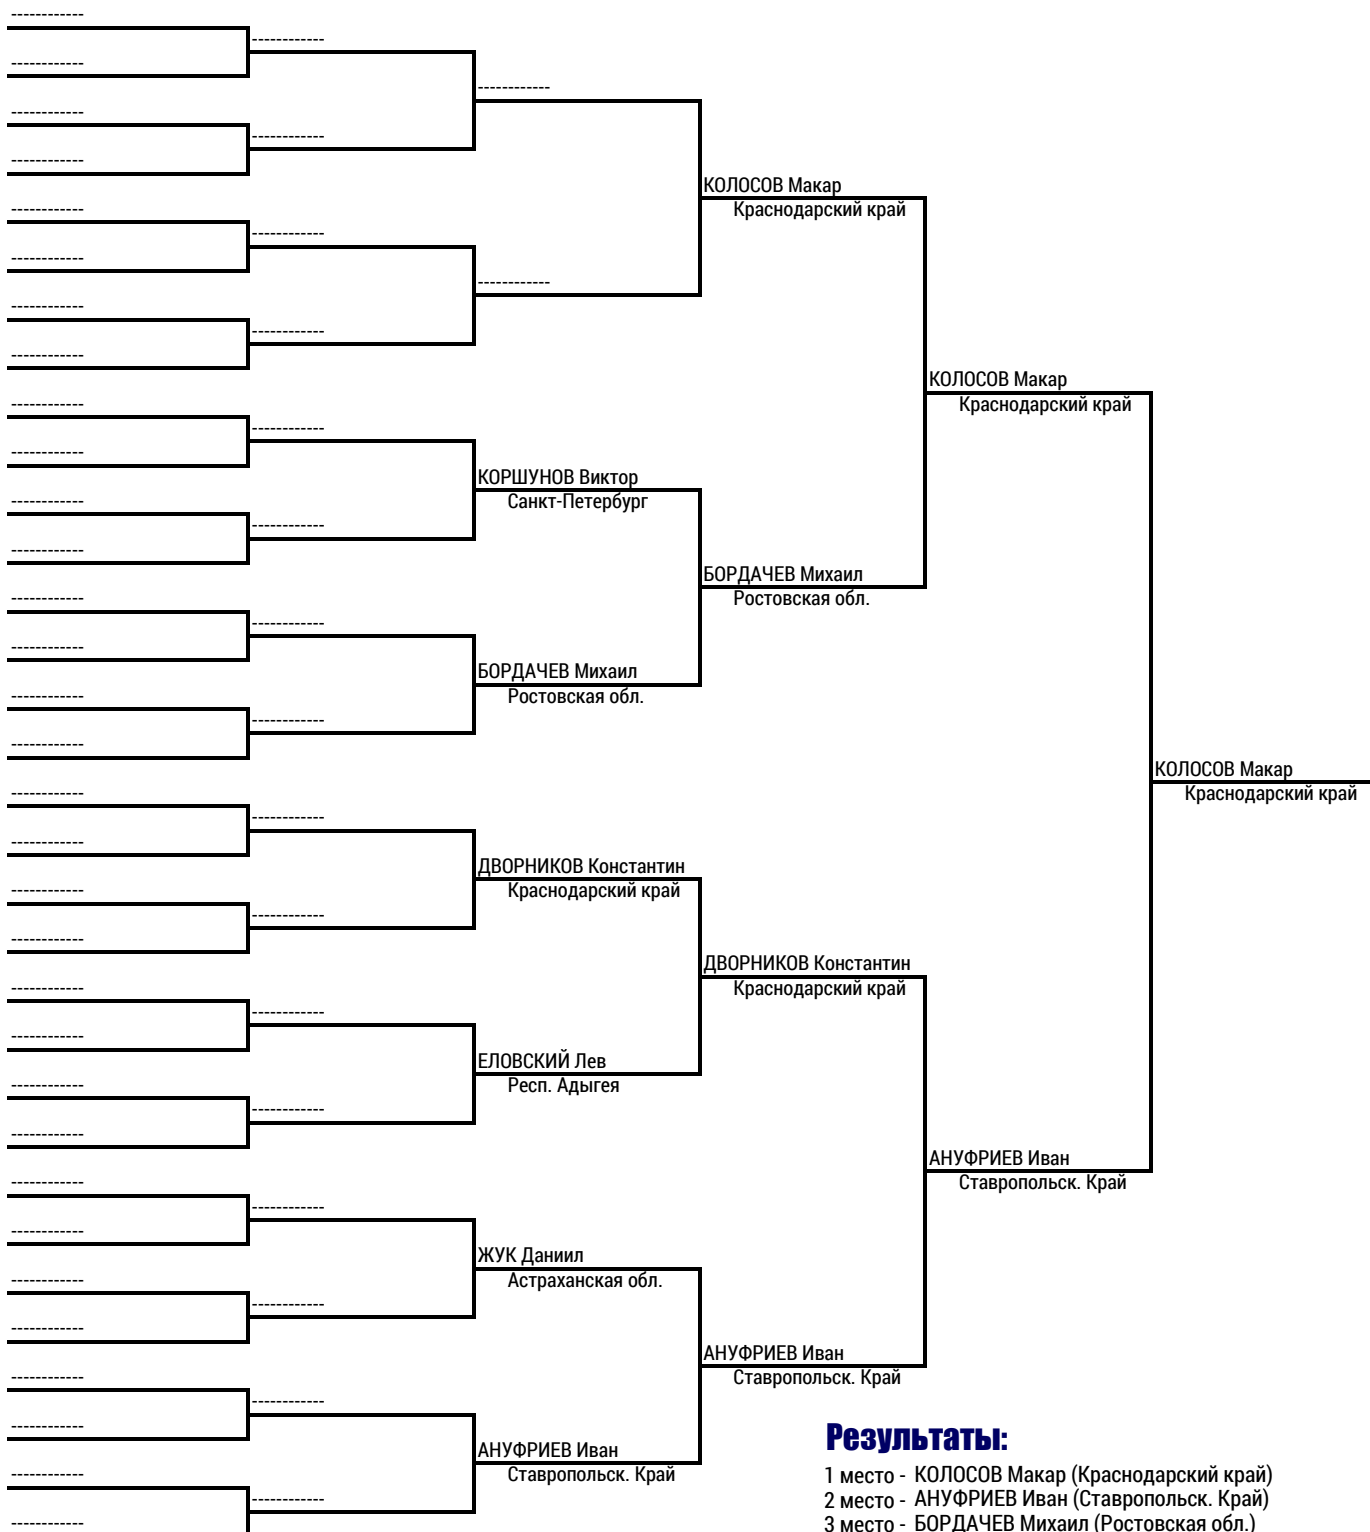 КОЛОСОВ Макар
Краснодарский край
КОЛОСОВ Макар
Краснодарский край
КОРШУНОВ Виктор
Санкт-Петербург
БОРДАЧЕВ Михаил
Ростовская обл.
БОРДАЧЕВ Михаил
Ростовская обл.
КОЛОСОВ Макар
Краснодарский край
ДВОРНИКОВ Константин
Краснодарский край
ДВОРНИКОВ Константин
Краснодарский край
ЕЛОВСКИЙ Лев
Респ. Адыгея
АНУФРИЕВ Иван
Ставропольск. Край
ЖУК Даниил
Астраханская обл.
АНУФРИЕВ Иван
Ставропольск. Край
АНУФРИЕВ Иван
Ставропольск. Край
Результаты:
1 место - КОЛОСОВ Макар (Краснодарский край)
2 место - АНУФРИЕВ Иван (Ставропольск. Край)
3 место - БОРДАЧЕВ Михаил (Ростовская обл.)